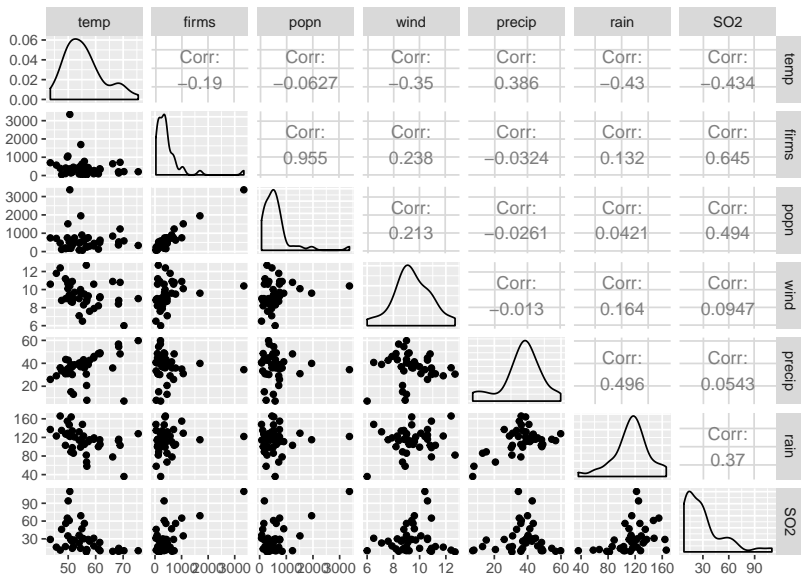 temp firms popn wind precip rain SO2
0.06
0.04
0.02
0.00
Corr: Corr: Corr: Corr: Corr: Corr:
−0.19 −0.0627 −0.35 0.386 −0.43 −0.434
temp
3000
2000
1000
0
Corr: Corr: Corr: Corr: Corr:
0.955 0.238 −0.0324 0.132 0.645
firms
3000
2000
1000
0
Corr: Corr: Corr: Corr:
0.213 −0.0261 0.0421 0.494
popn
12
10
8
6
Corr: Corr: Corr:
−0.013 0.164 0.0947
wind
60
40
20
Corr: Corr:
0.496 0.0543
precip
160
120
80
40
Corr:
0.37
rain
90
60
30
SO2
50 60 70 0 1000 2000 3000 0 1000 2000 3000 6 8 10 12 20 40 60 40 80 120 160 30 60 90